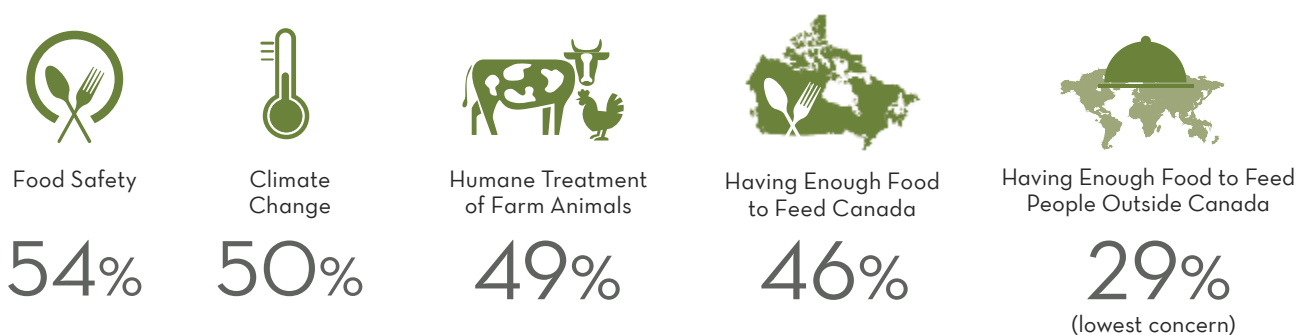 Food Safety
54%
Climate
Change
50%
Humane Treatment
of Farm Animals
49%
Having Enough Food
to Feed Canada
46%
Having Enough Food to Feed
People Outside Canada
29%
(lowest concern)